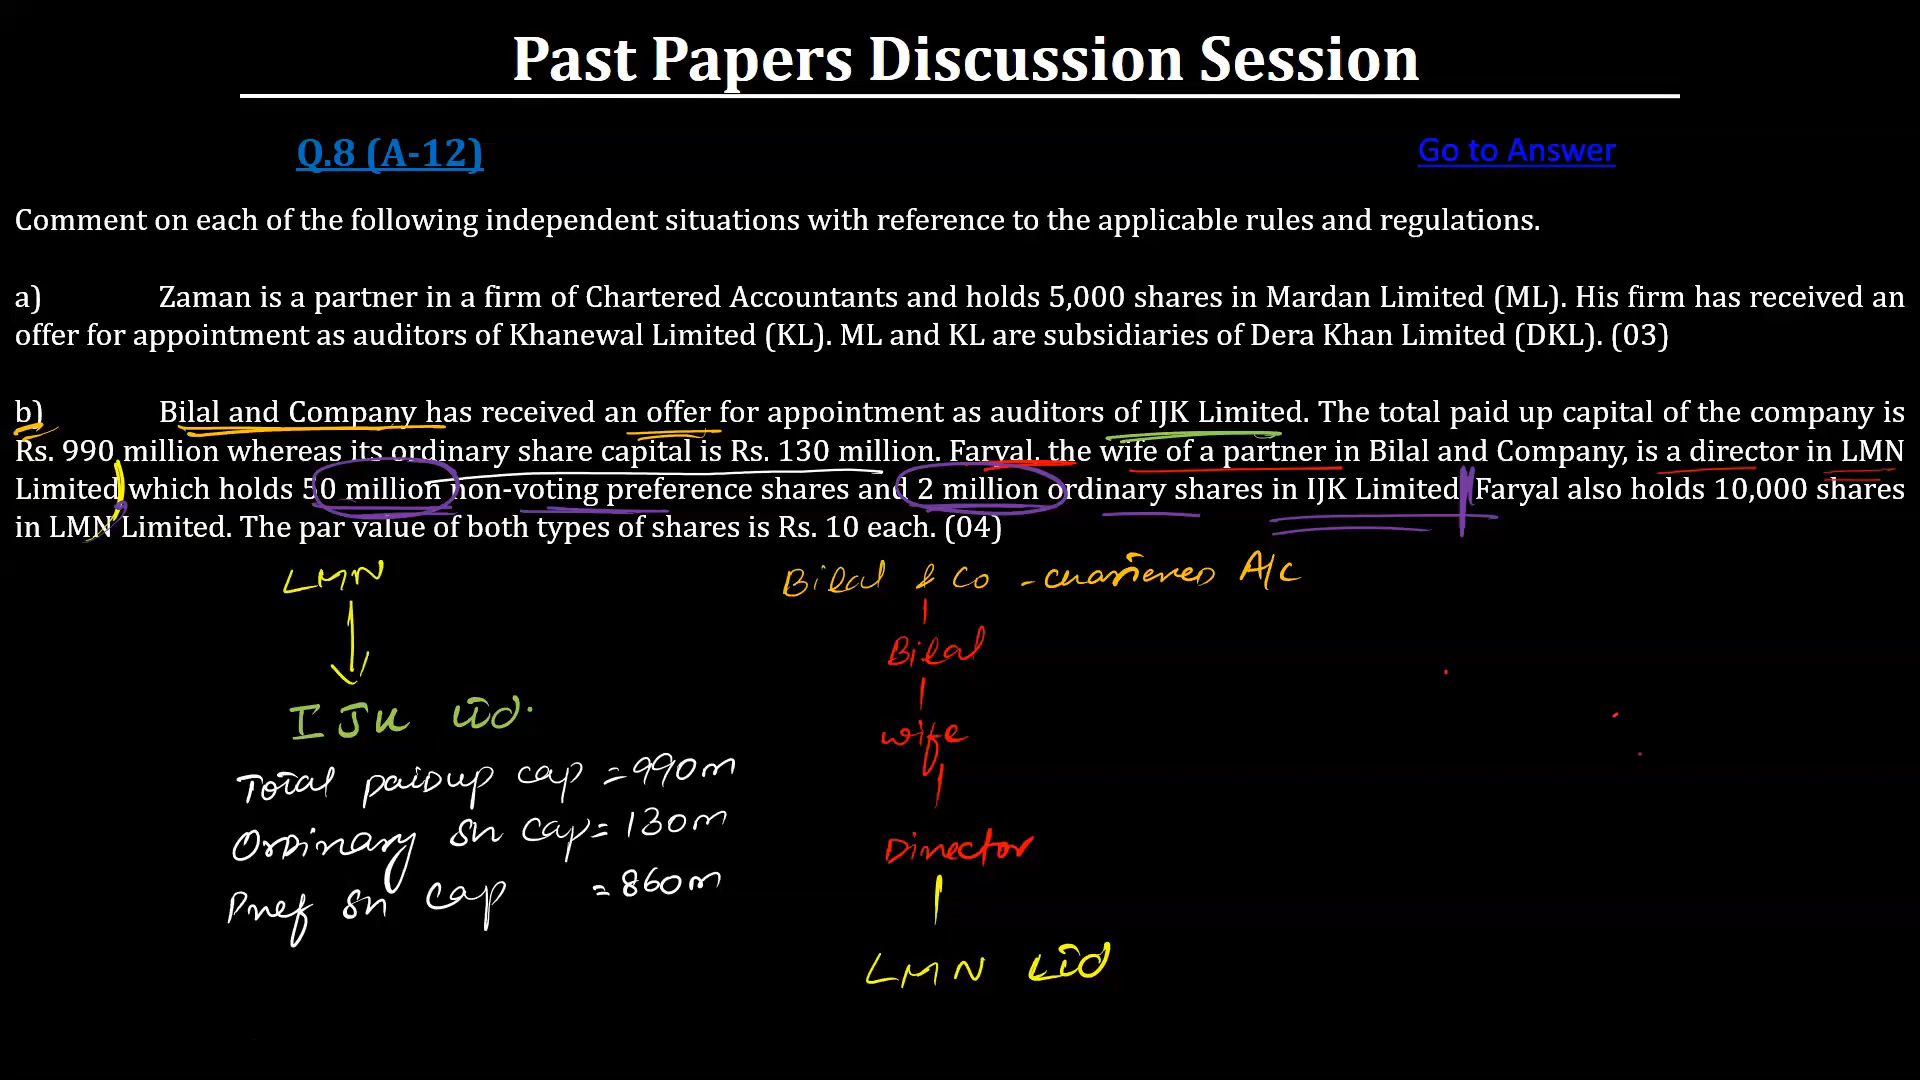 Past Papers Discussion Session
Q.8 (A-12)
Go to Answer
Comment on each of the following independent situations with reference to the applicable rules and regulations.
a) Zaman is a partner in a firm of Chartered Accountants and holds 5,000 shares in Mardan Limited (ML). His firm has received an
offer for appointment as auditors of Khanewal Limited (KL). ML and KL are subsidiaries of Dera Khan Limited (DKL). (03)
b) Bilal and Company has received an offer for appointment as auditors of IJK Limited. The total paid up capital of the company is
Rs. 990 million whereas its ordinary share capital is Rs. 130 million. Faryal, the wife of a partner in Bilal and Company, is a director in LMN
Limited which holds 50 million non-voting preference shares and 2 million ordinary shares in IJK Limited. Faryal also holds 10,000 shares
in LMN Limited. The par value of both types of shares is Rs. 10 each. (04)
LMN
IJK Ltd.
Total paidup cap = 990m
Ordinary sh cap = 130m
Pref sh cap = 860m
Bilal & Co - chartered A/C
Bilal
wife
Director
LMN Ltd